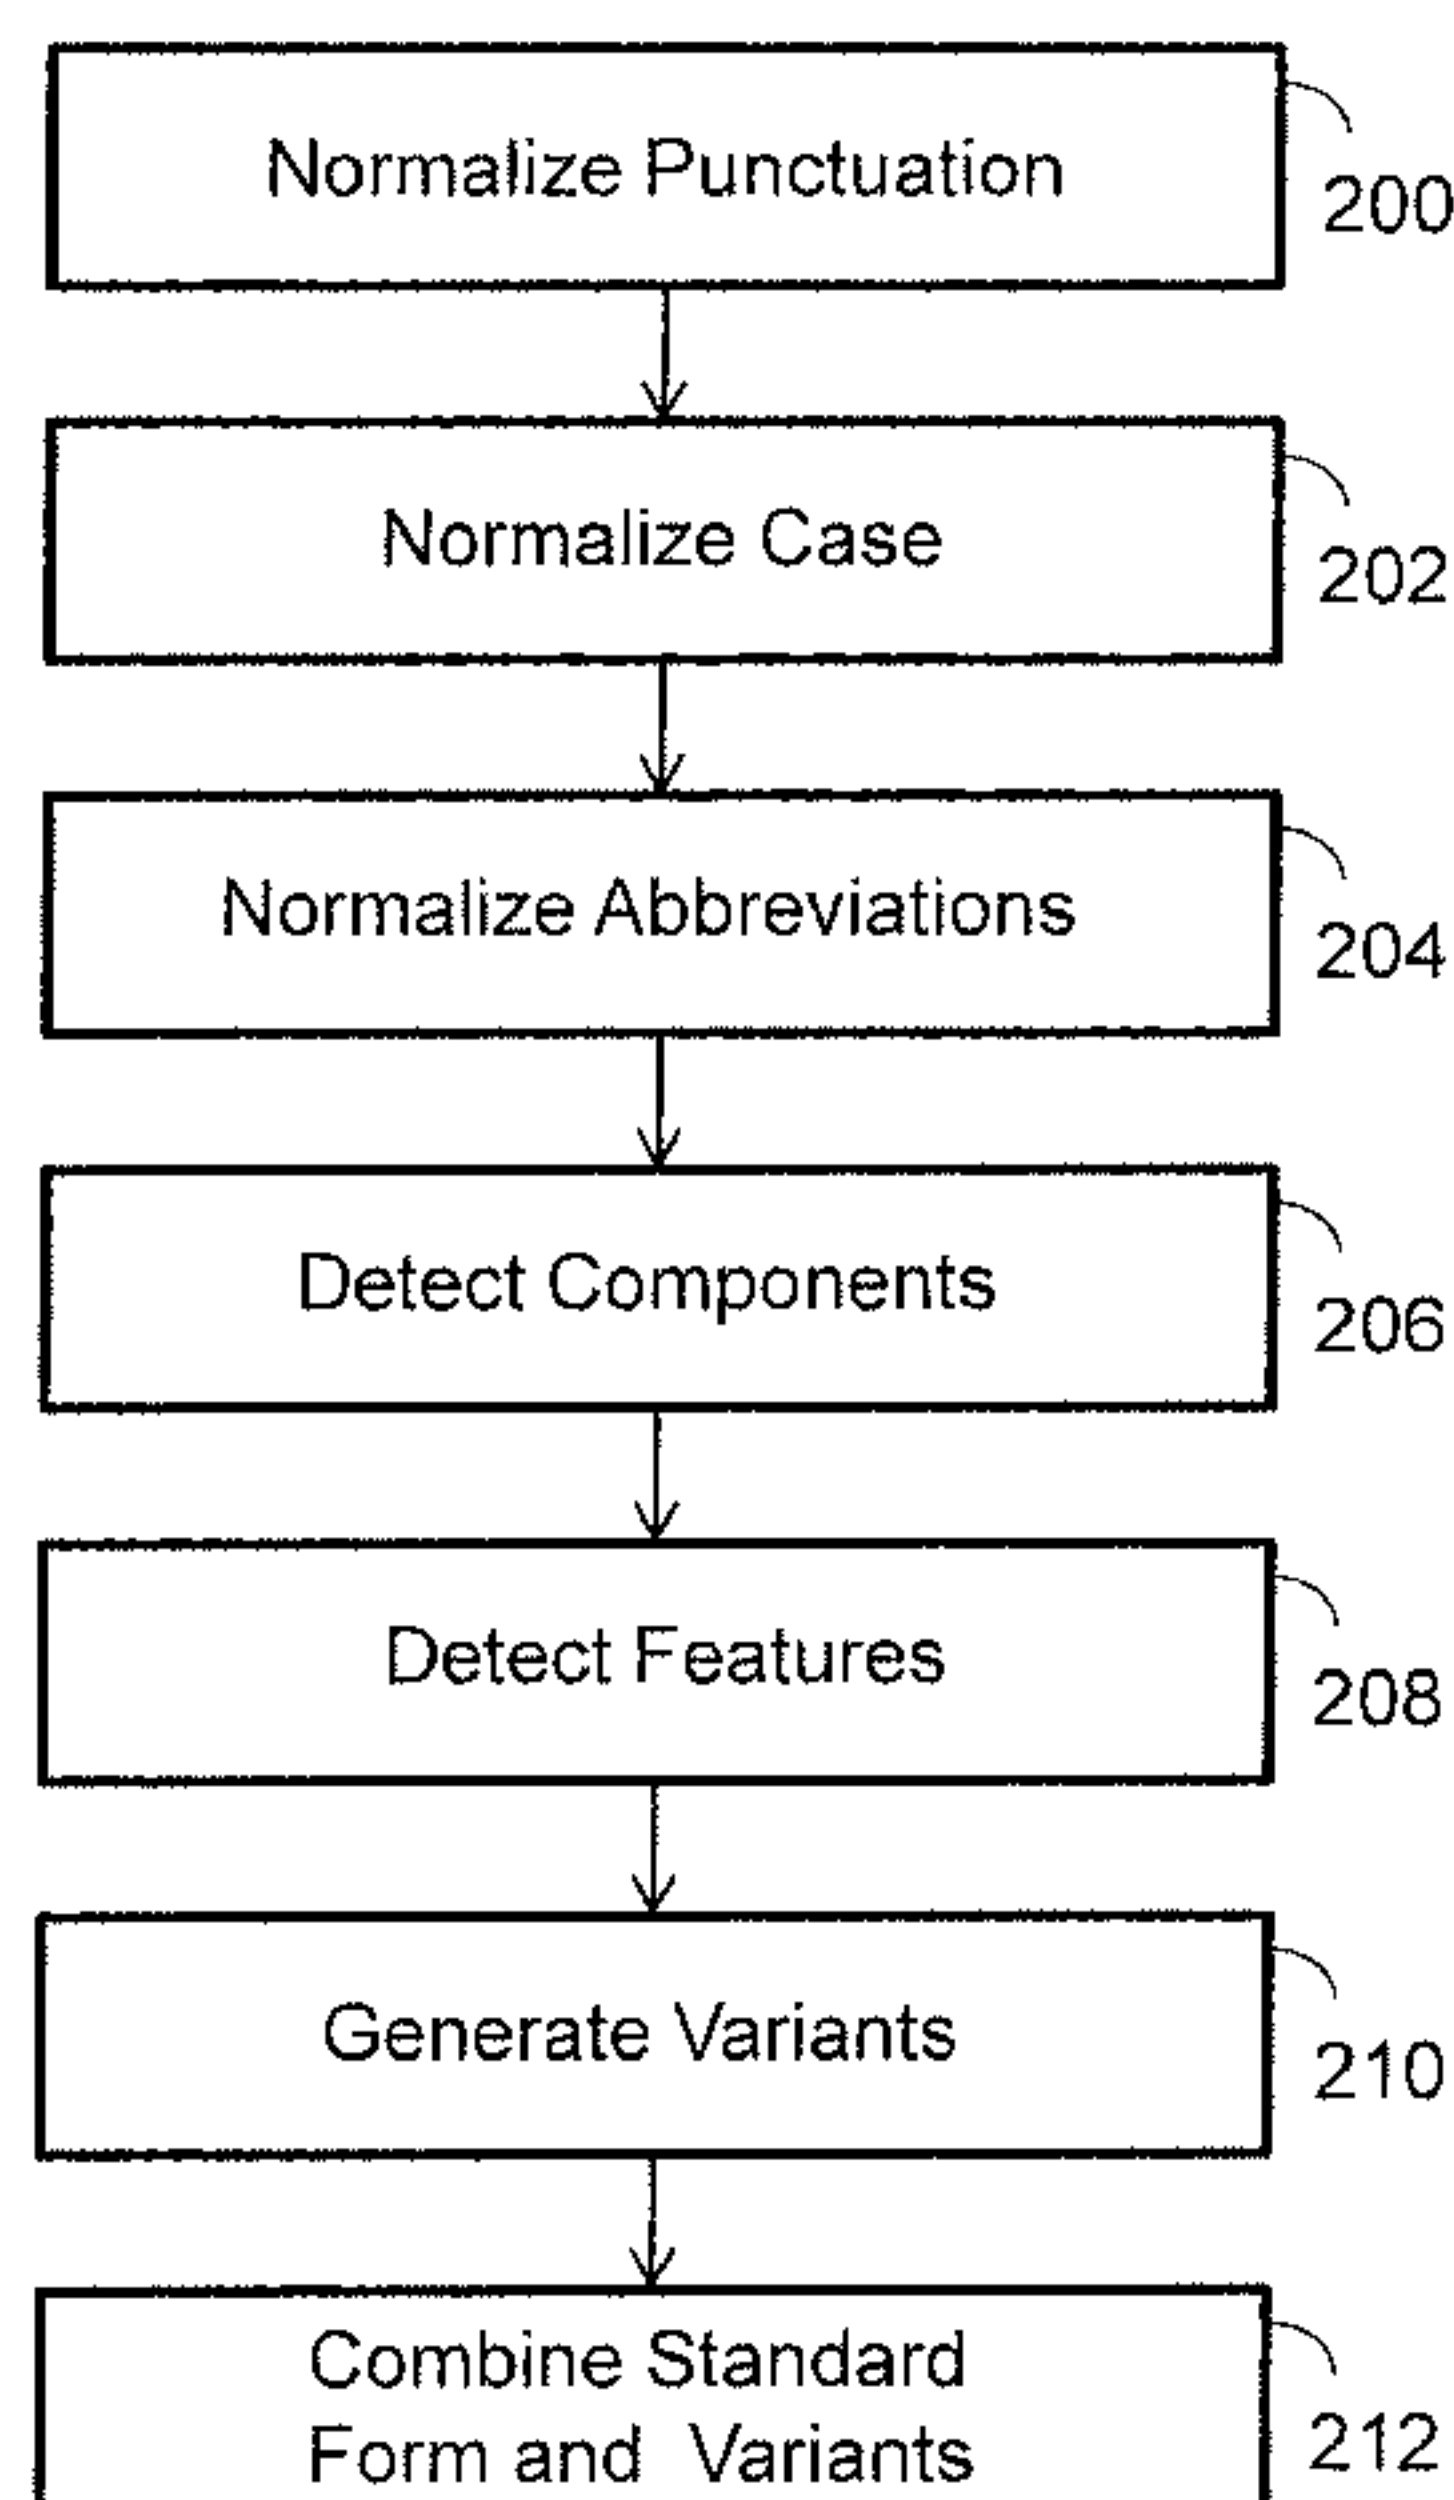 Normalize Punctuation
200
Normalize Case
202
Normalize Abbreviations
204
Detect Components
206
Detect Features
208
Generate Variants
210
Combine Standard
Form and Variants
212